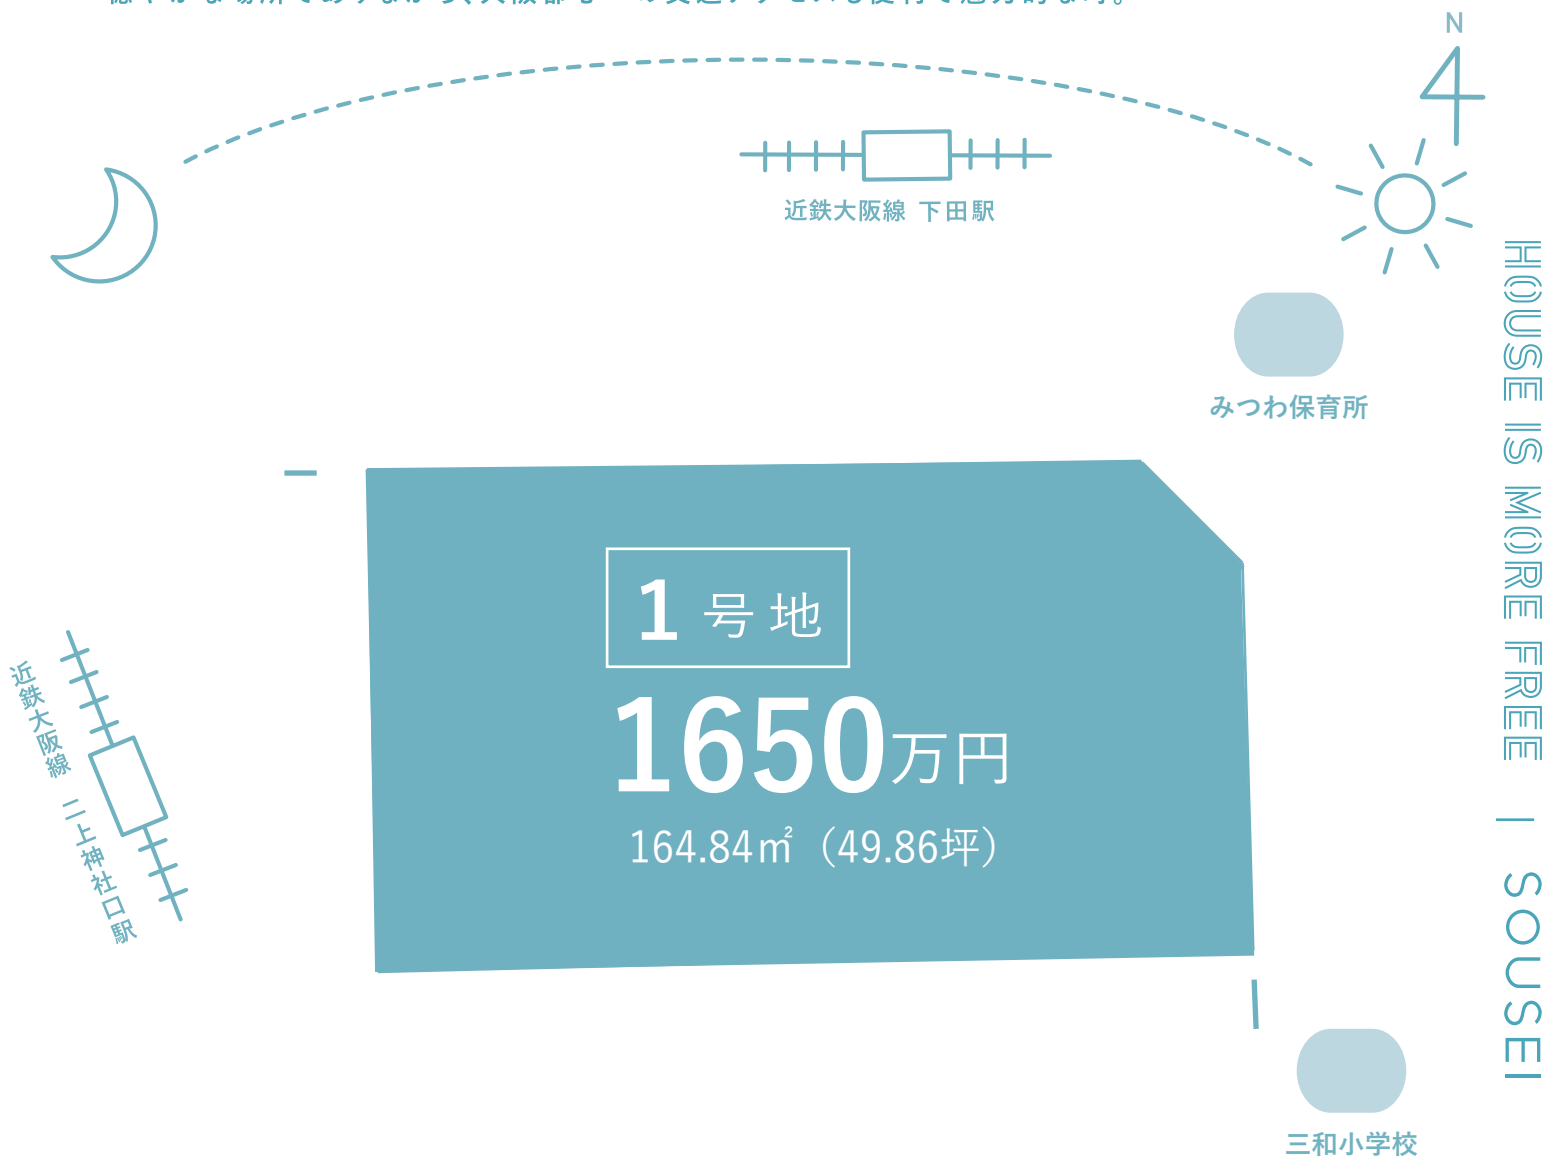 N
近鉄大阪線 下田駅
みつわ保育所
1号地
1650万円
164.84㎡（49.86坪）
近鉄大阪線 二上神社口駅
三和小学校
HOUSE IS MORE FREE | SOUSEI